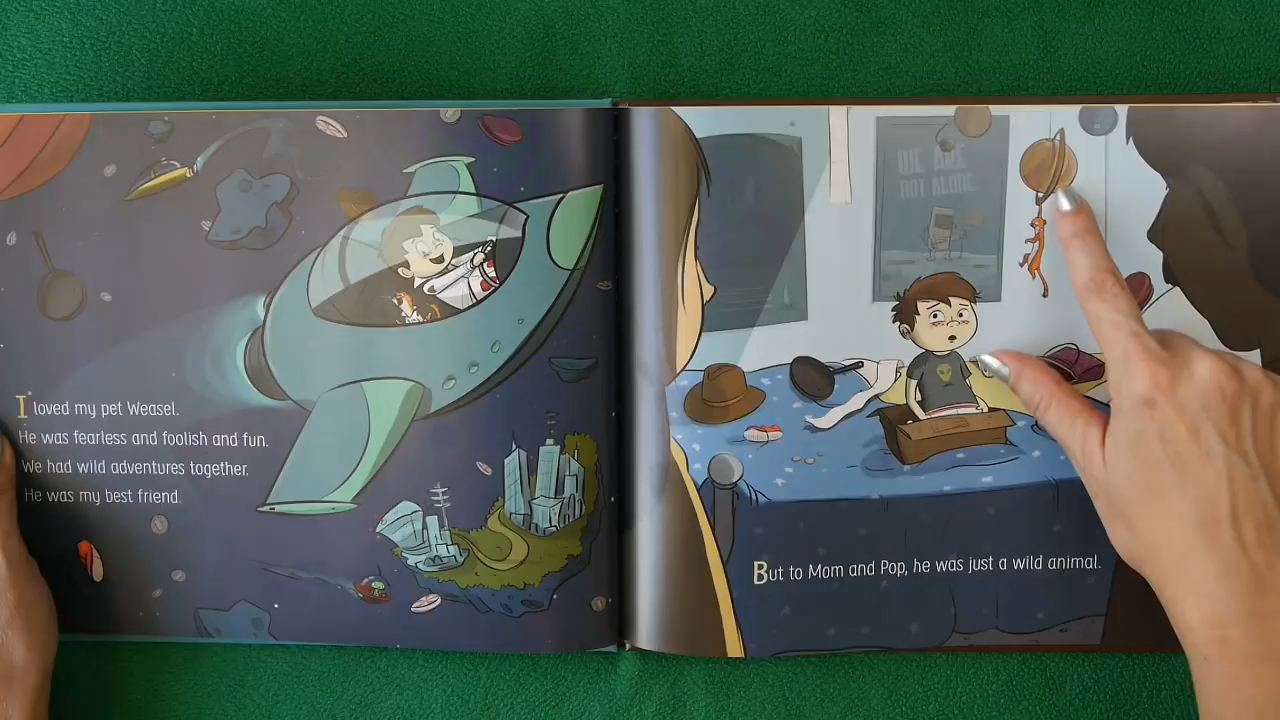 I loved my pet Weasel.
He was fearless and foolish and fun.
We had wild adventures together.
He was my best friend.
WE ARE
NOT ALONE
But to Mom and Pop, he was just a wild animal.